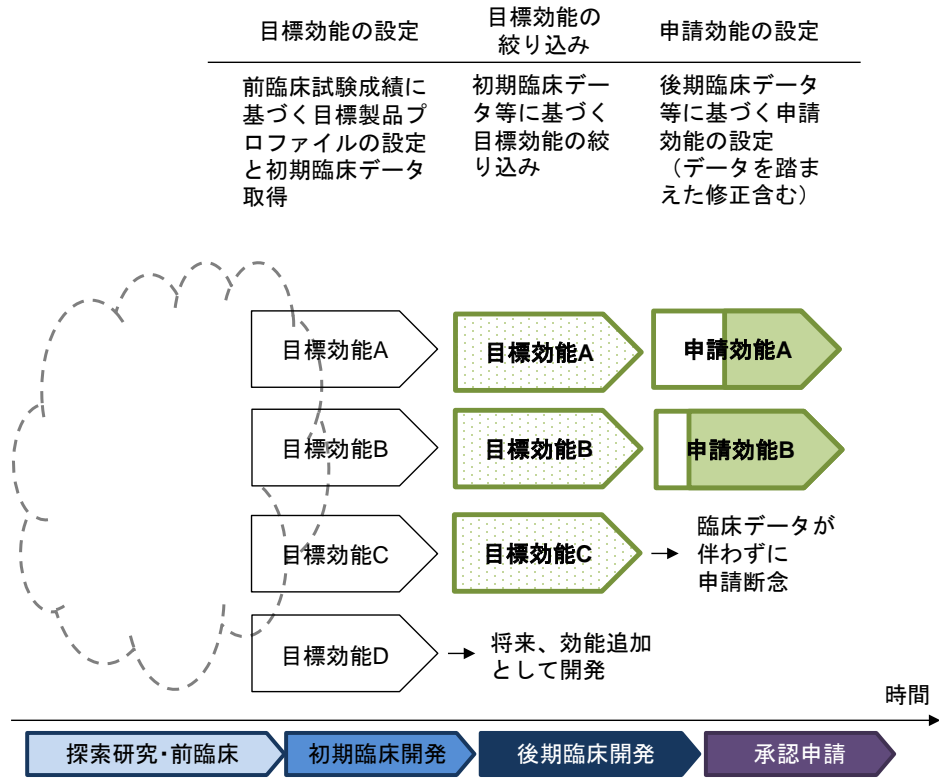 目標効能の設定
目標効能の
絞り込み
申請効能の設定
前臨床試験成績に
基づく目標製品プ
ロファイルの設定
と初期臨床データ
取得
初期臨床デー
タ等に基づく
目標効能の絞
り込み
後期臨床データ
等に基づく申請
効能の設定
（データを踏ま
えた修正含む）
目標効能A
目標効能A
申請効能A
目標効能B
目標効能B
申請効能B
目標効能C
目標効能C
臨床データが
伴わずに
申請断念
目標効能D
将来、効能追加
として開発
時間
探索研究･前臨床
初期臨床開発
後期臨床開発
承認申請